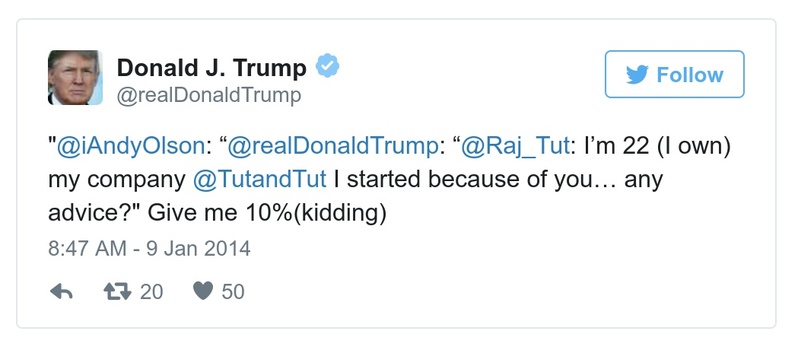 Donald J. Trump
@realDonaldTrump
Follow
"@iAndyOlson: “@realDonaldTrump: “@Raj_Tut: I’m 22 (I own)
my company @TutandTut I started because of you… any
advice?" Give me 10%(kidding)
8:47 AM - 9 Jan 2014
20 50